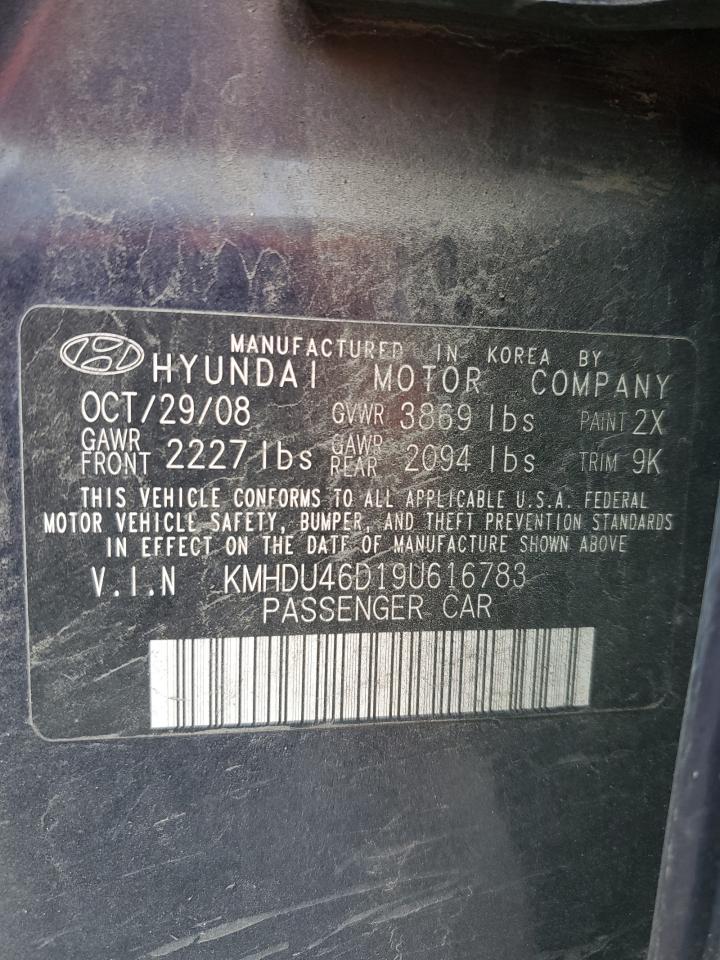 MANUFACTURED IN KOREA BY
HYUNDAI MOTOR COMPANY
OCT/29/08 GVWR 3869 lbs PAINT 2X
GAWR FRONT 2227 lbs GAWR REAR 2094 lbs TRIM 9K
THIS VEHICLE CONFORMS TO ALL APPLICABLE U.S.A. FEDERAL
MOTOR VEHICLE SAFETY, BUMPER, AND THEFT PREVENTION STANDARDS
IN EFFECT ON THE DATE OF MANUFACTURE SHOWN ABOVE
V.I.N KMHDU46D19U616783
PASSENGER CAR